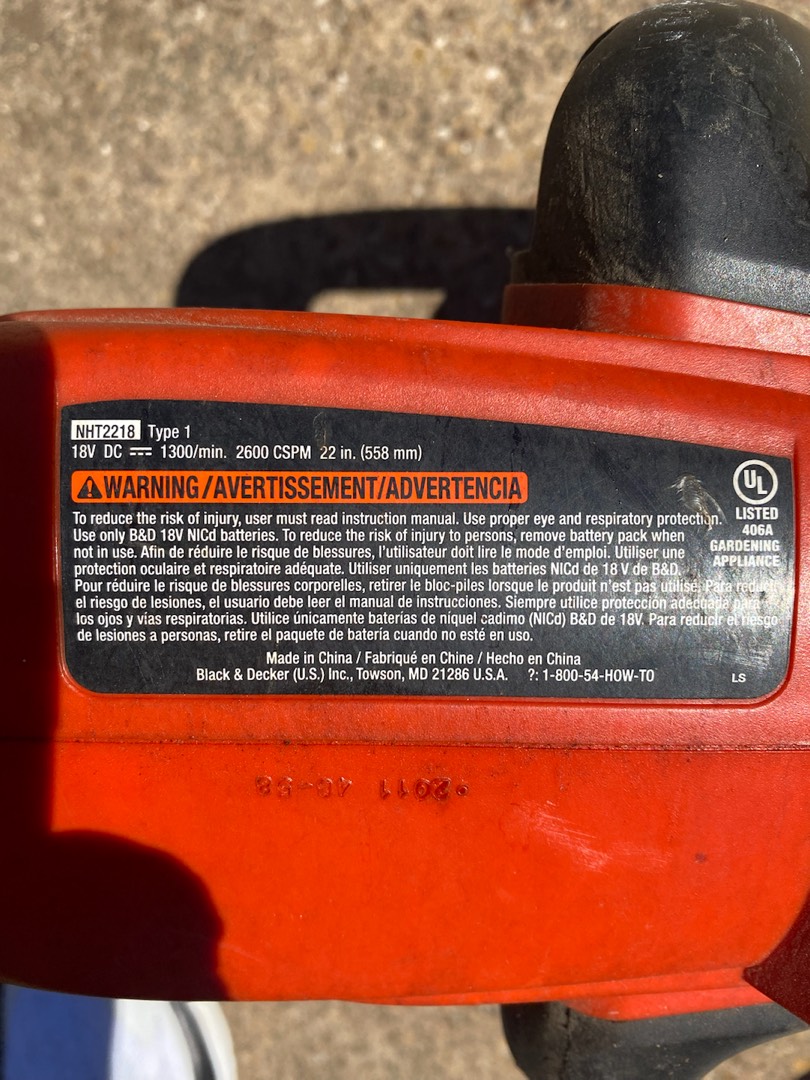 NHT2218 Type 1
18V DC 1300/min. 2600 CSPM 22 in. (558 mm)
WARNING/AVERTISSEMENT/ADVERTENCIA
To reduce the risk of injury, user must read instruction manual. Use proper eye and respiratory protection.
Use only B&D 18V NICd batteries. To reduce the risk of injury to persons, remove battery pack when
not in use. Afin de réduire le risque de blessures, l'utilisateur doit lire le mode d'emploi. Utiliser une
protection oculaire et respiratoire adéquate. Utiliser uniquement les batteries NICd de 18 V de B&D.
Pour réduire le risque de blessures corporelles, retirer le bloc-piles lorsque le produit n'est pas utilisé. Para reducir
el riesgo de lesiones, el usuario debe leer el manual de instrucciones. Siempre utilice protección adecuada para
los ojos y vías respiratorias. Utilice únicamente baterías de níquel cadimo (NICd) B&D de 18V. Para reducir el riesgo
de lesiones a personas, retire el paquete de batería cuando no esté en uso.
Made in China / Fabriqué en Chine / Hecho en China
Black & Decker (U.S.) Inc., Towson, MD 21286 U.S.A. ?: 1-800-54-HOW-TO
LS
UL
LISTED
406A
GARDENING
APPLIANCE
2011